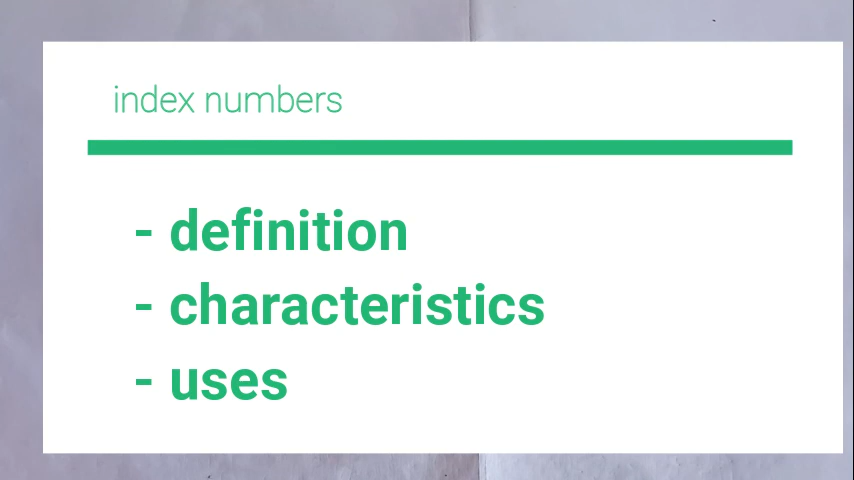 index numbers
- definition
- characteristics
- uses